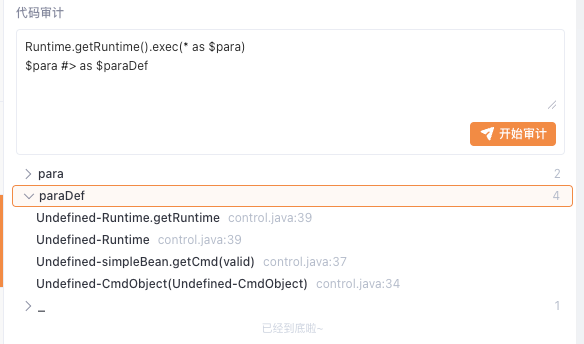 代码审计
Runtime.getRuntime().exec(* as $para)
$para #> as $paraDef
开始审计
para 2
paraDef 4
Undefined-Runtime.getRuntime control.java:39
Undefined-Runtime control.java:39
Undefined-simpleBean.getCmd(valid) control.java:37
Undefined-CmdObject(Undefined-CmdObject) control.java:34
_ 1
已经到底啦~